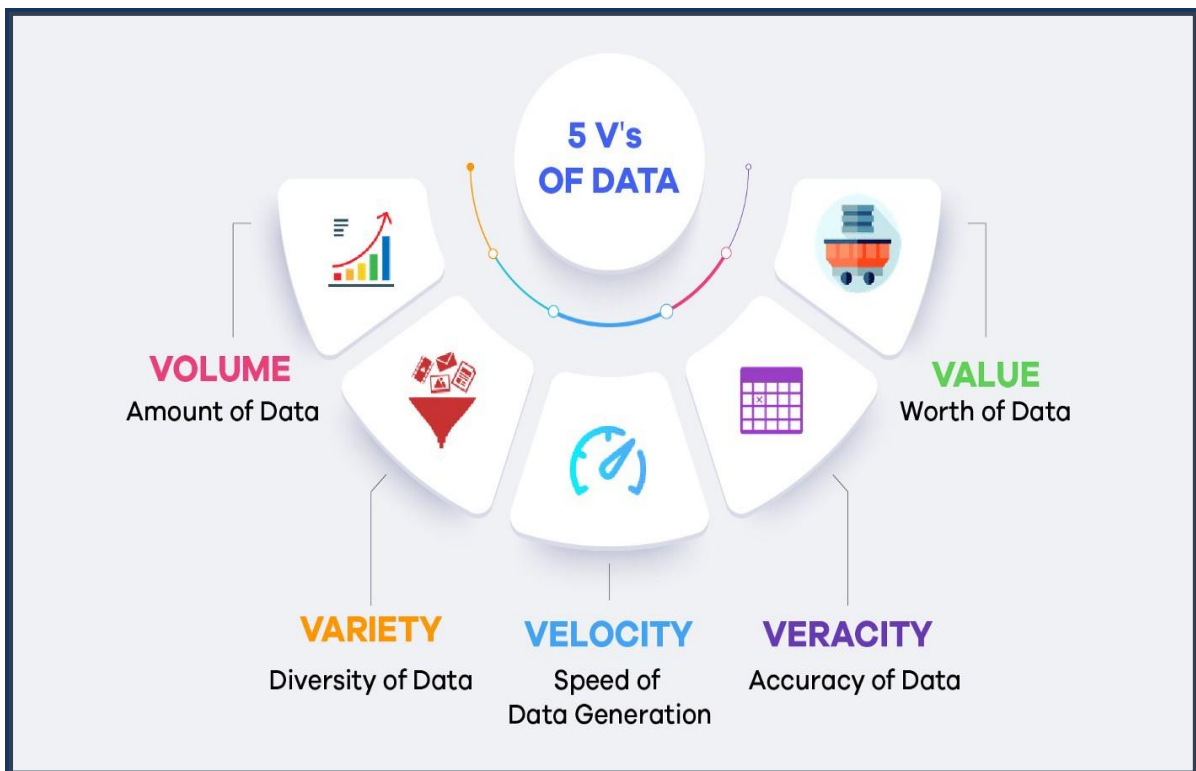 5 V's
OF DATA
VOLUME
Amount of Data
VARIETY
Diversity of Data
VELOCITY
Speed of
Data Generation
VERACITY
Accuracy of Data
VALUE
Worth of Data